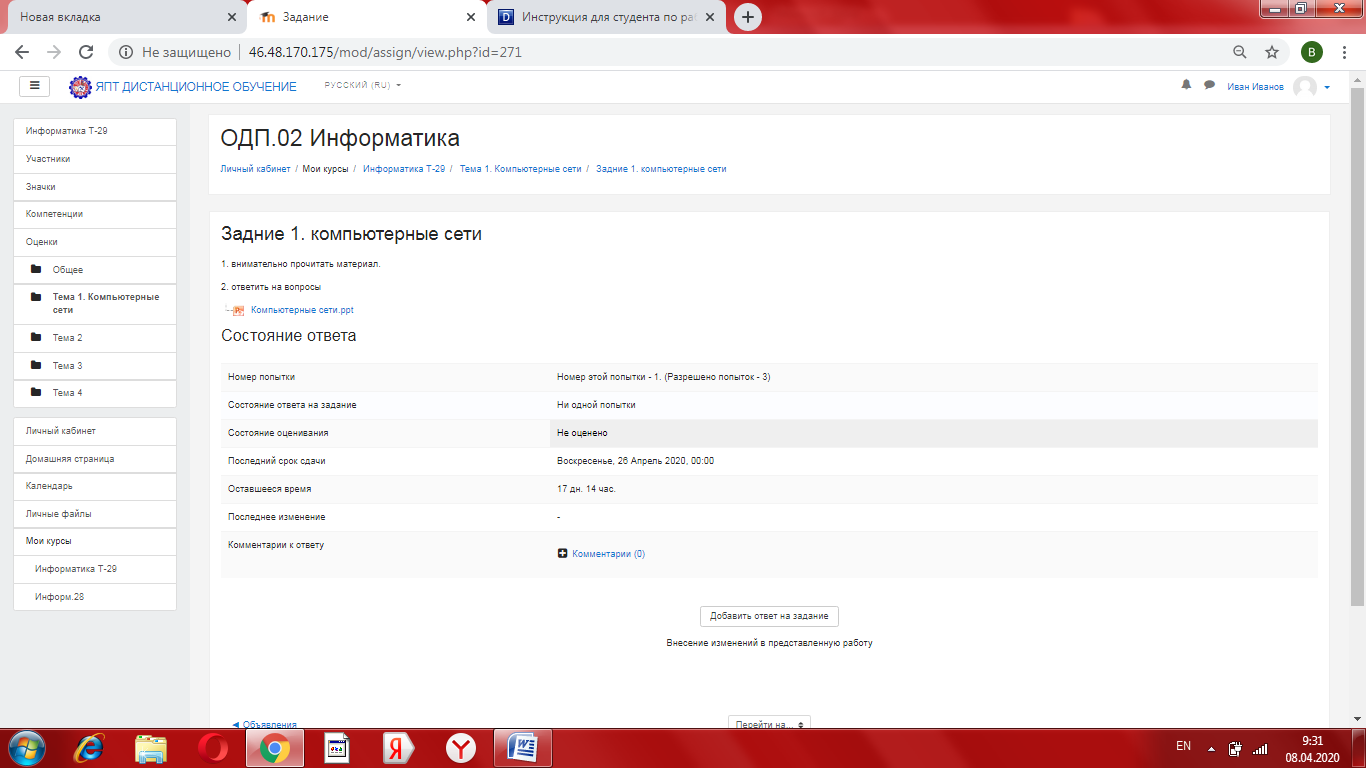 Новая вкладка
Задание
Инструкция для студента по ра
Не защищено
46.48.170.175/mod/assign/view.php?id=271
В
ЯПТ ДИСТАНЦИОННОЕ ОБУЧЕНИЕ
РУССКИЙ (RU)
Иван Иванов
Информатика Т-29
Участники
Значки
Компетенции
Оценки
Общее
Тема 1. Компьютерные
сети
Тема 2
Тема 3
Тема 4
Личный кабинет
Домашняя страница
Календарь
Личные файлы
Мои курсы
Информатика Т-29
Информ.28
ОДП.02 Информатика
Личный кабинет / Мои курсы / Информатика Т-29 / Тема 1. Компьютерные сети / Задние 1. компьютерные сети
Задние 1. компьютерные сети
1. внимательно прочитать материал.
2. ответить на вопросы
Компьютерные сети.ppt
Состояние ответа
Номер попытки Номер этой попытки - 1. (Разрешено попыток - 3)
Состояние ответа на задание Ни одной попытки
Состояние оценивания Не оценено
Последний срок сдачи Воскресенье, 26 Апрель 2020, 00:00
Оставшееся время 17 дн. 14 час.
Последнее изменение -
Комментарии к ответу Комментарии (0)
Добавить ответ на задание
Внесение изменений в представленную работу
◄ Объявления
Перейти на...
EN
9:31
08.04.2020